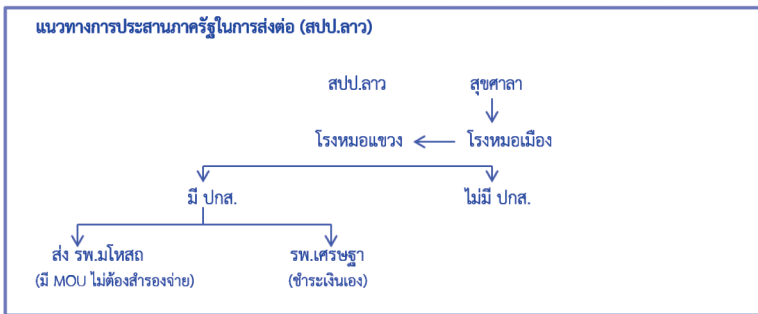 แนวทางการประสานภาครัฐในการส่งต่อ (สปป.ลาว)
สปป.ลาว สุขศาลา
โรงหมอแขวง โรงหมอเมือง
มี ปกส. ไม่มี ปกส.
ส่ง รพ.มโหสถ รพ.เศรษฐา
(มี MOU ไม่ต้องสำรองจ่าย) (ชำระเงินเอง)